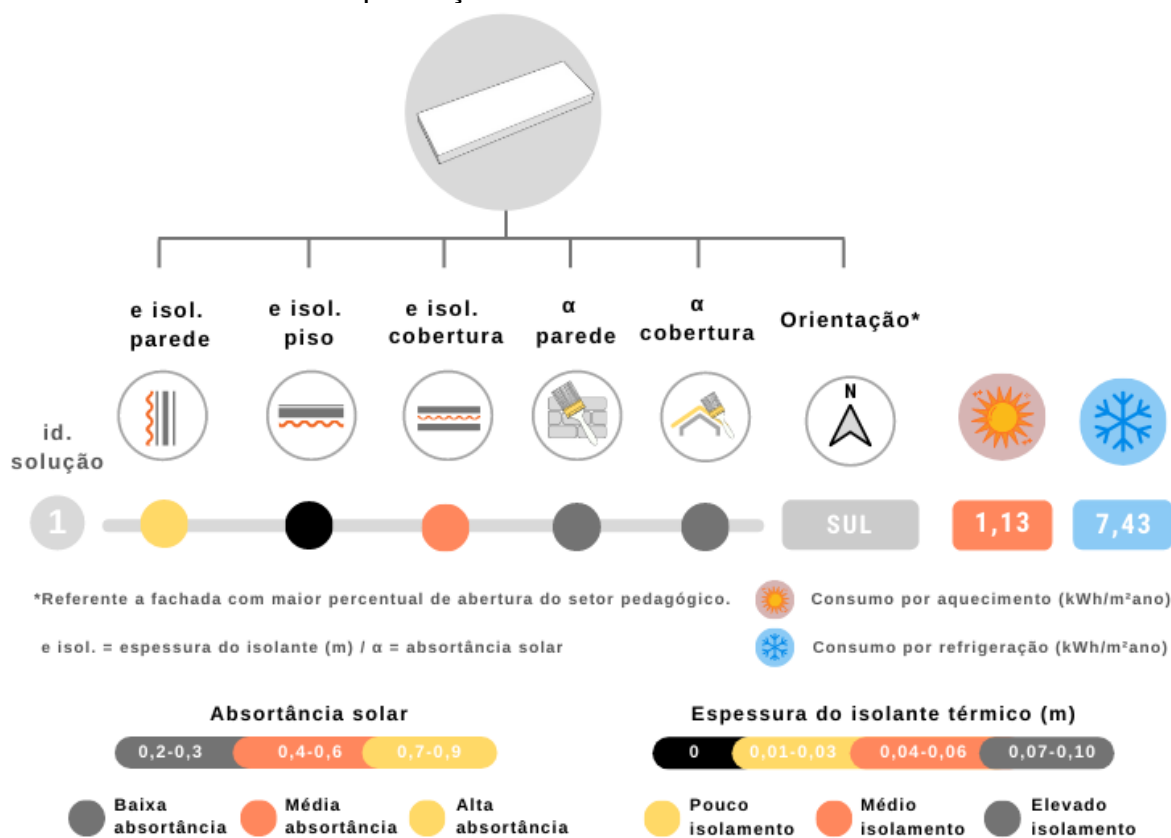 e isol.
parede
e isol.
piso
e isol.
cobertura
α
parede
α
cobertura
Orientação*
N
id.
solução
1
SUL
1,13
7,43
*Referente a fachada com maior percentual de abertura do setor pedagógico.
Consumo por aquecimento (kWh/m²ano)
e isol. = espessura do isolante (m) / α = absortância solar
Consumo por refrigeração (kWh/m²ano)
Absortância solar
0,2-0,3
0,4-0,6
0,7-0,9
Baixa
absortância
Média
absortância
Alta
absortância
Espessura do isolante térmico (m)
0
0,01-0,03
0,04-0,06
0,07-0,10
Pouco
isolamento
Médio
isolamento
Elevado
isolamento